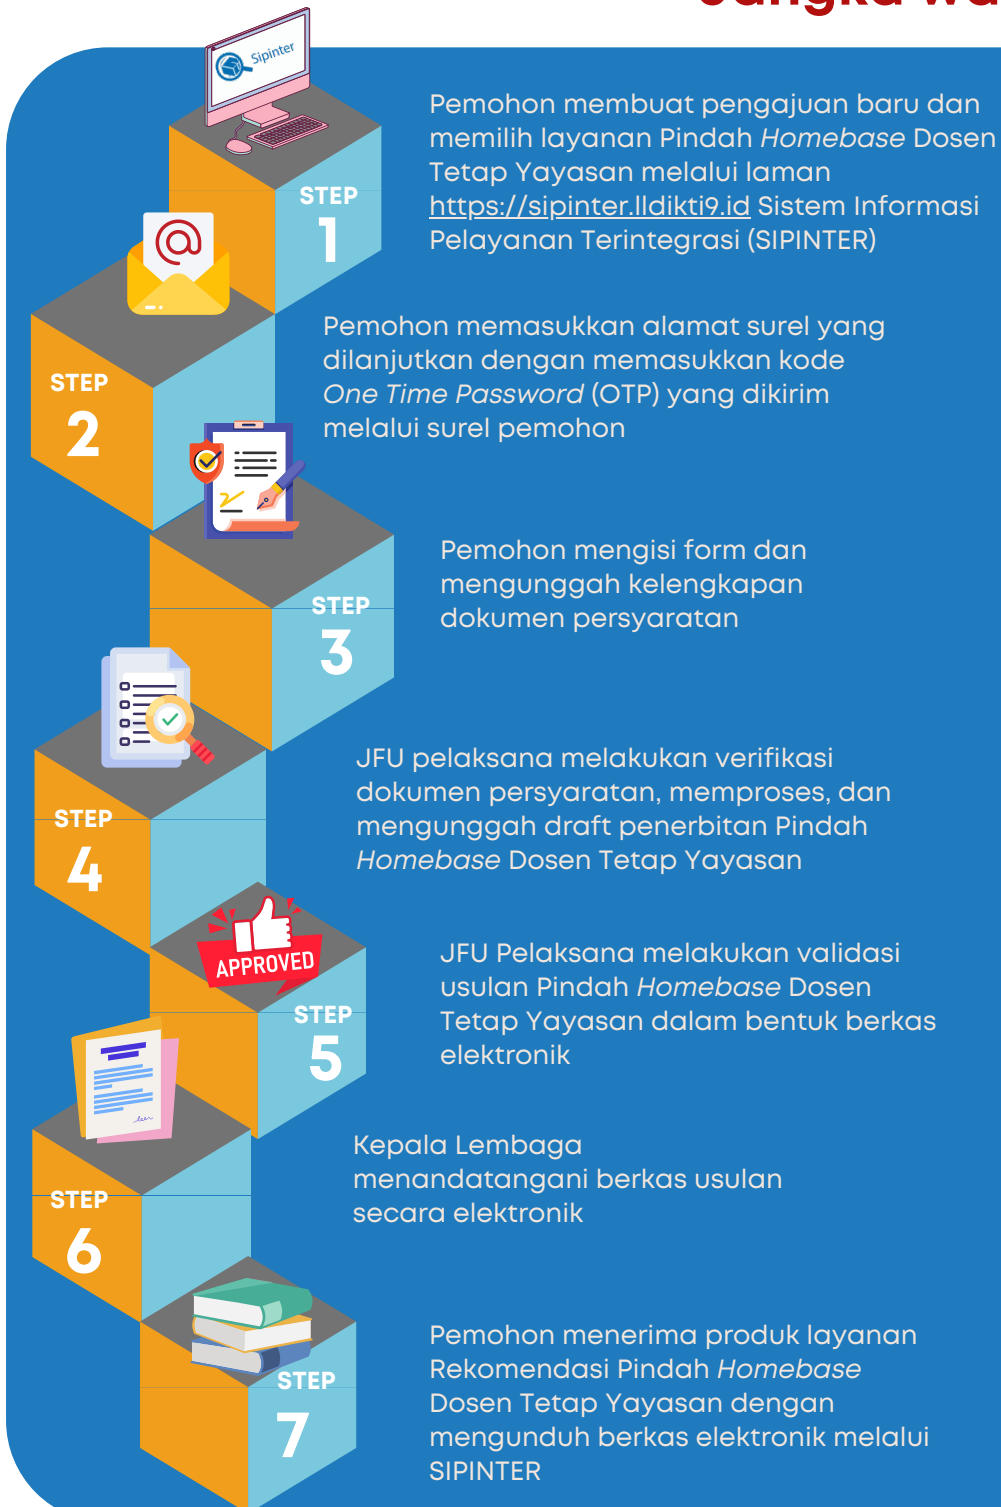 Sipinter
STEP
1
Pemohon membuat pengajuan baru dan
memilih layanan Pindah Homebase Dosen
Tetap Yayasan melalui laman
https://sipinter.lldikti9.id Sistem Informasi
Pelayanan Terintegrasi (SIPINTER)
STEP
2
Pemohon memasukkan alamat surel yang
dilanjutkan dengan memasukkan kode
One Time Password (OTP) yang dikirim
melalui surel pemohon
STEP
3
Pemohon mengisi form dan
mengunggah kelengkapan
dokumen persyaratan
STEP
4
JFU pelaksana melakukan verifikasi
dokumen persyaratan, memproses, dan
mengunggah draft penerbitan Pindah
Homebase Dosen Tetap Yayasan
APPROVED
STEP
5
JFU Pelaksana melakukan validasi
usulan Pindah Homebase Dosen
Tetap Yayasan dalam bentuk berkas
elektronik
STEP
6
Kepala Lembaga
menandatangani berkas usulan
secara elektronik
STEP
7
Pemohon menerima produk layanan
Rekomendasi Pindah Homebase
Dosen Tetap Yayasan dengan
mengunduh berkas elektronik melalui
SIPINTER